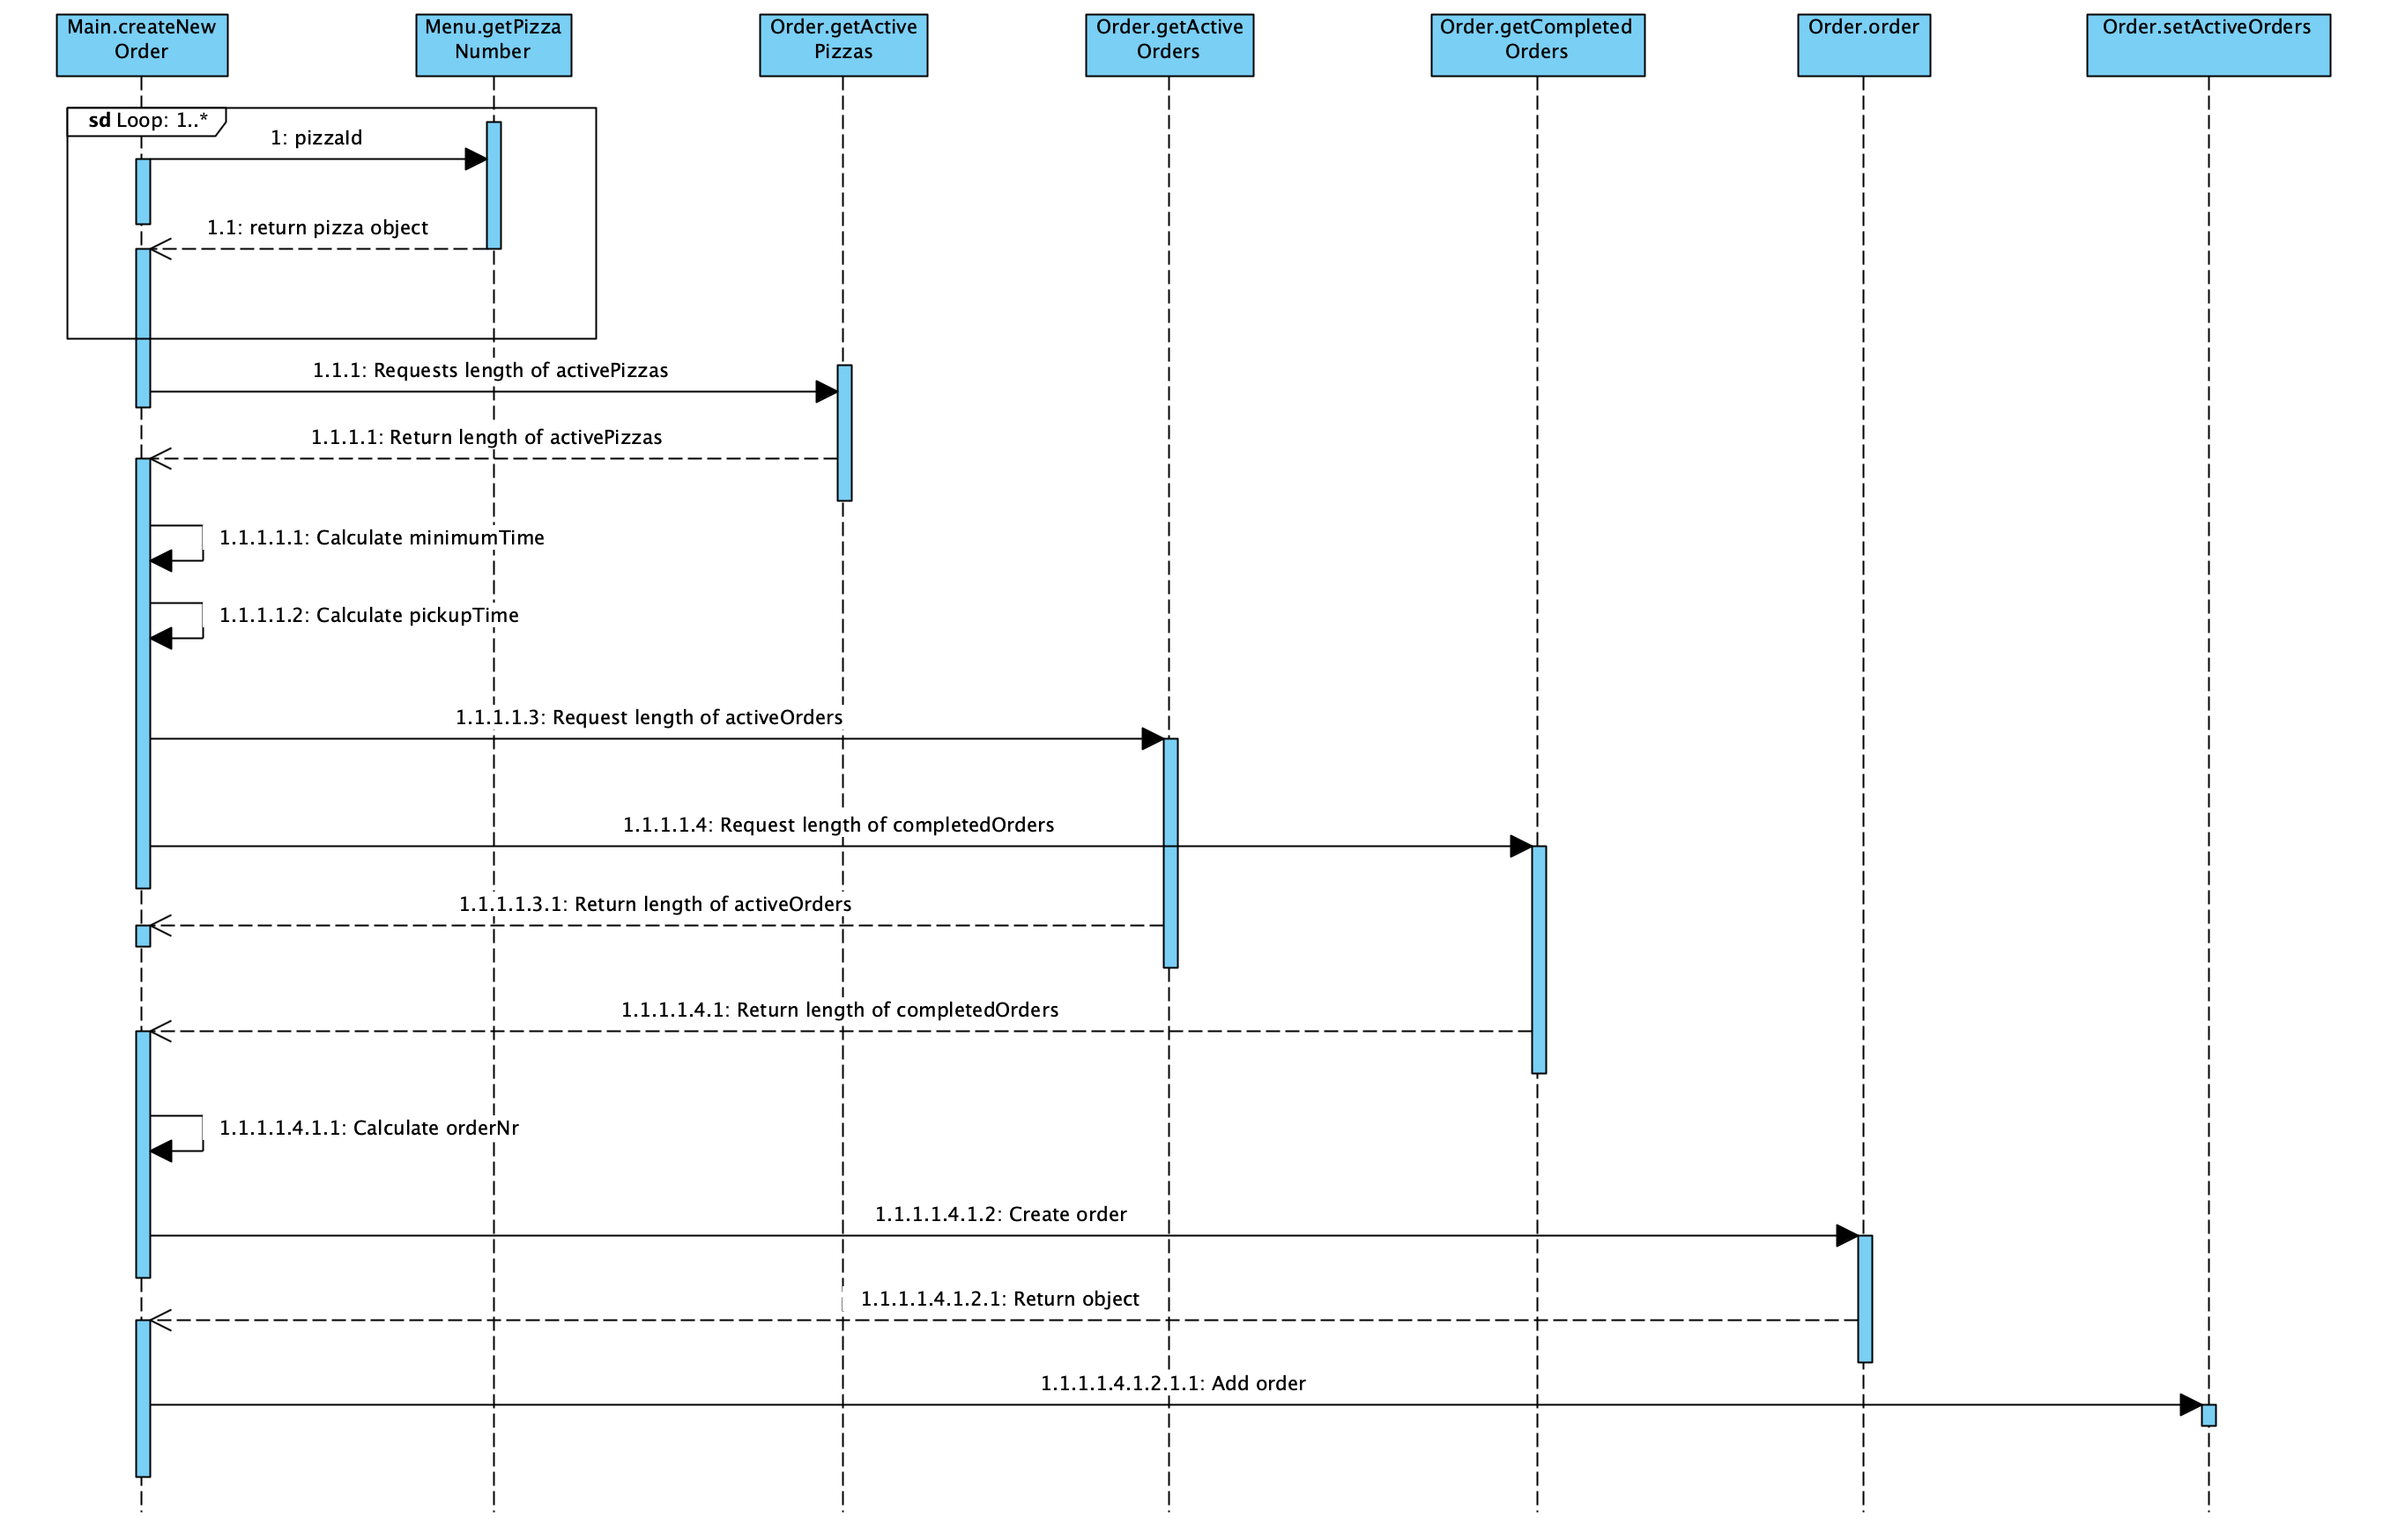 Main.createNew
Order
Menu.getPizza
Number
Order.getActive
Pizzas
Order.getActive
Orders
Order.getCompleted
Orders
Order.order
Order.setActiveOrders
sd Loop: 1..*
1: pizzaId
1.1: return pizza object
1.1.1: Requests length of activePizzas
1.1.1.1: Return length of activePizzas
1.1.1.1.1: Calculate minimumTime
1.1.1.1.2: Calculate pickupTime
1.1.1.1.3: Request length of activeOrders
1.1.1.1.4: Request length of completedOrders
1.1.1.1.3.1: Return length of activeOrders
1.1.1.1.4.1: Return length of completedOrders
1.1.1.1.4.1.1: Calculate orderNr
1.1.1.1.4.1.2: Create order
1.1.1.1.4.1.2.1: Return object
1.1.1.1.4.1.2.1.1: Add order